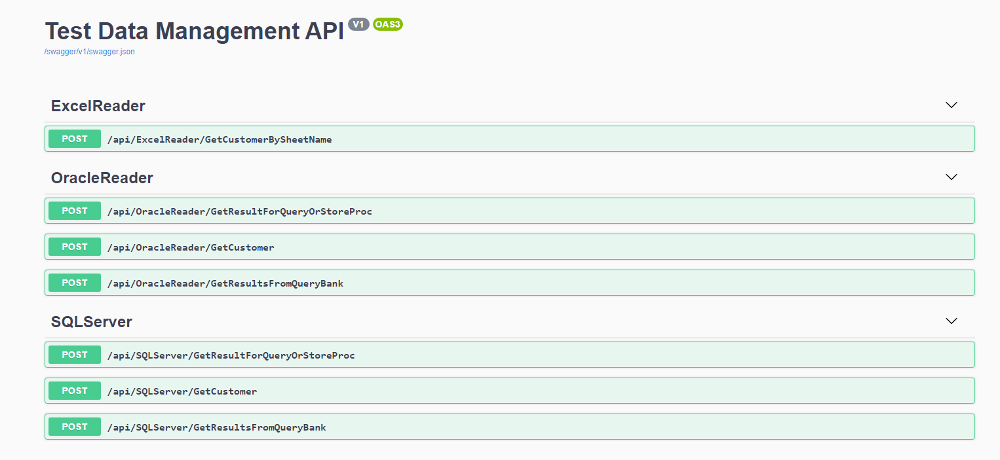 Test Data Management API V1 OAS3
/swagger/v1/swagger.json
ExcelReader
POST /api/ExcelReader/GetCustomerBySheetName
OracleReader
POST /api/OracleReader/GetResultForQueryOrStoreProc
POST /api/OracleReader/GetCustomer
POST /api/OracleReader/GetResultsFromQueryBank
SQLServer
POST /api/SQLServer/GetResultForQueryOrStoreProc
POST /api/SQLServer/GetCustomer
POST /api/SQLServer/GetResultsFromQueryBank